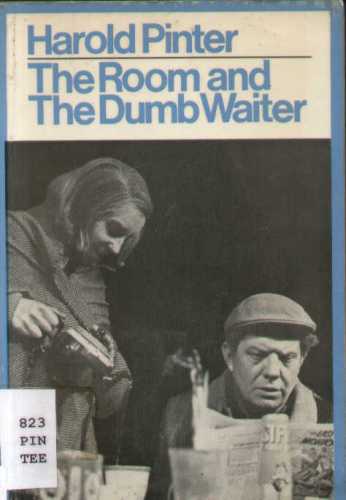 Harold Pinter
The Room and
The Dumb Waiter
823
PIN
TEE